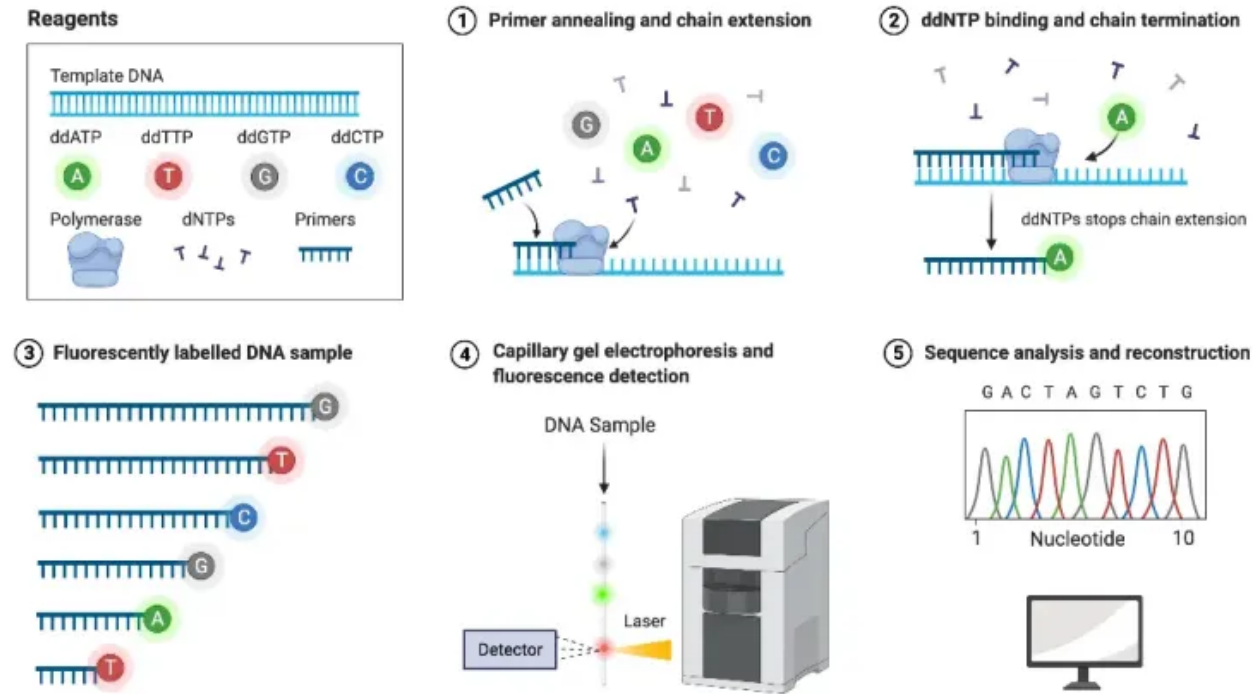 Reagents
Template DNA
ddATP ddTTP ddGTP ddCTP
A T G C
Polymerase dNTPs Primers
1 Primer annealing and chain extension
G A T C
2 ddNTP binding and chain termination
A
ddNTPs stops chain extension
A
3 Fluorescently labelled DNA sample
G
T
C
G
A
T
4 Capillary gel electrophoresis and
fluorescence detection
DNA Sample
Laser
Detector
5 Sequence analysis and reconstruction
G A C T A G T C T G
1 Nucleotide 10